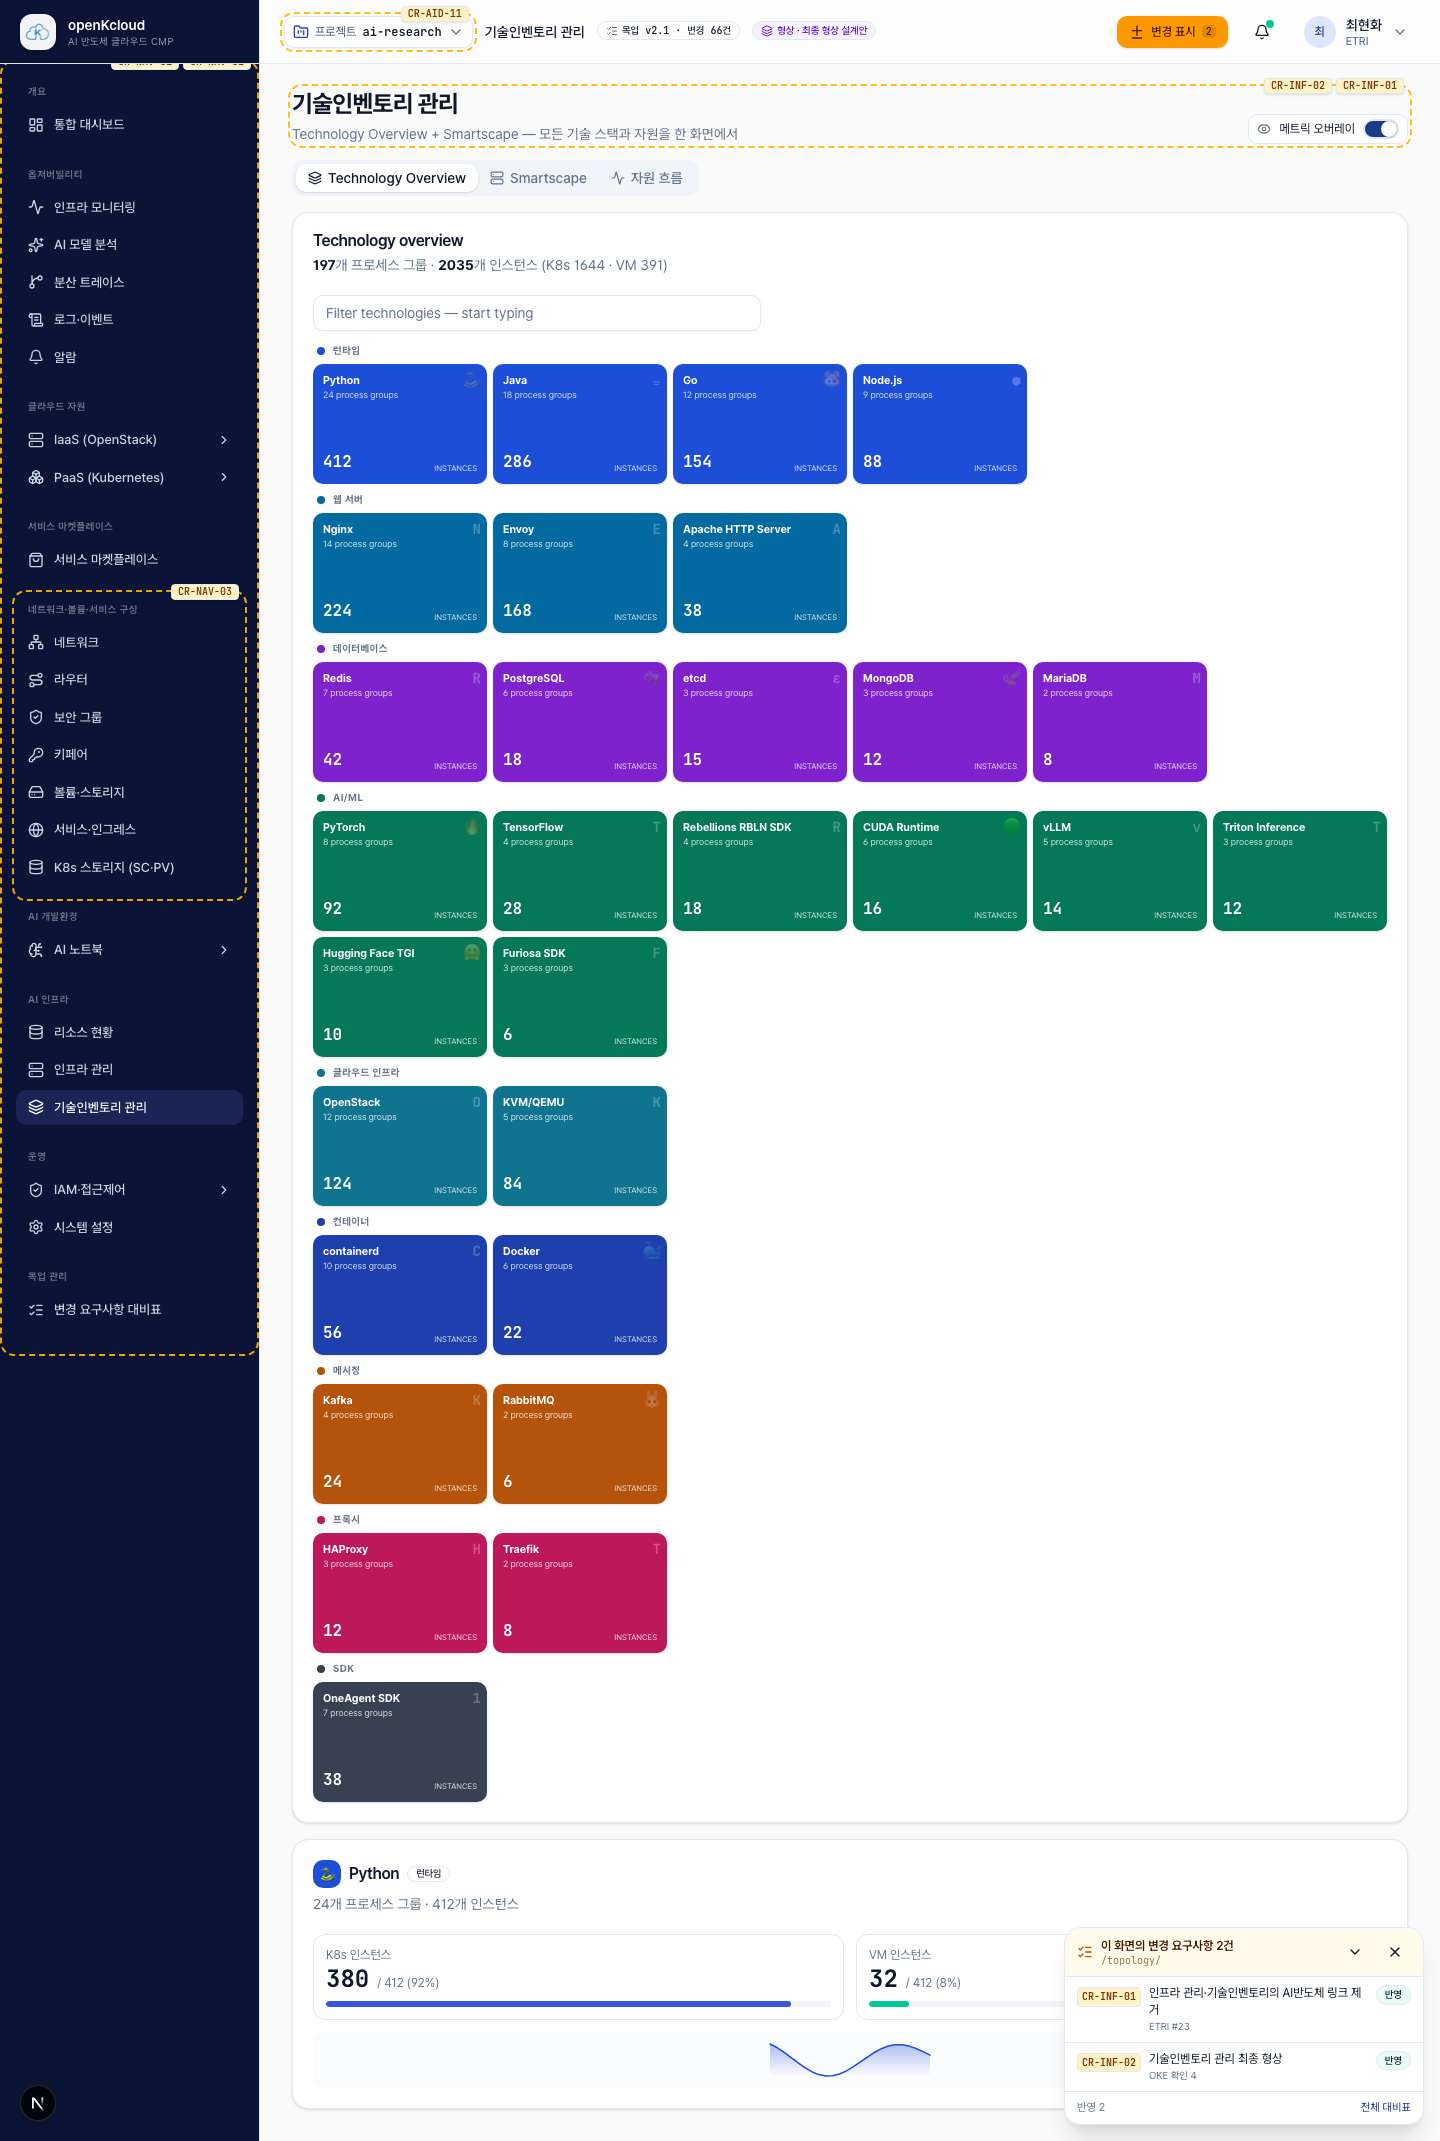 openKcloud
AI 반도체 클라우드 CMP
개요
통합 대시보드
옵저버빌리티
인프라 모니터링
AI 모델 분석
분산 트레이스
로그·이벤트
알람
클라우드 자원
IaaS (OpenStack)
PaaS (Kubernetes)
서비스 마켓플레이스
서비스 마켓플레이스
CR-NAV-03
네트워크·볼륨·서비스 구성
네트워크
라우터
보안 그룹
키페어
볼륨·스토리지
서비스·인그레스
K8s 스토리지 (SC·PV)
AI 개발환경
AI 노트북
AI 인프라
리소스 현황
인프라 관리
기술인벤토리 관리
운영
IAM·접근제어
시스템 설정
목업 관리
변경 요구사항 대비표
CR-AID-11
프로젝트 ai-research
기술인벤토리 관리
목업 v2.1 · 변경 66건
형상 · 최종 형상 설계안
변경 표시 2
최
최현화
ETRI
CR-INF-02 CR-INF-01
기술인벤토리 관리
Technology Overview + Smartscape — 모든 기술 스택과 자원을 한 화면에서
메트릭 오버레이
Technology Overview
Smartscape
자원 흐름
Technology overview
197개 프로세스 그룹 · 2035개 인스턴스 (K8s 1644 · VM 391)
Filter technologies — start typing
런타임
Python
24 process groups
412 INSTANCES
Java
18 process groups
286 INSTANCES
Go
12 process groups
154 INSTANCES
Node.js
9 process groups
88 INSTANCES
웹 서버
Nginx N
14 process groups
224 INSTANCES
Envoy E
8 process groups
168 INSTANCES
Apache HTTP Server A
4 process groups
38 INSTANCES
데이터베이스
Redis R
7 process groups
42 INSTANCES
PostgreSQL
6 process groups
18 INSTANCES
etcd ε
3 process groups
15 INSTANCES
MongoDB
3 process groups
12 INSTANCES
MariaDB M
2 process groups
8 INSTANCES
AI/ML
PyTorch
8 process groups
92 INSTANCES
TensorFlow T
4 process groups
28 INSTANCES
Rebellions RBLN SDK R
4 process groups
18 INSTANCES
CUDA Runtime
6 process groups
16 INSTANCES
vLLM v
5 process groups
14 INSTANCES
Triton Inference T
3 process groups
12 INSTANCES
Hugging Face TGI
3 process groups
10 INSTANCES
Furiosa SDK F
3 process groups
6 INSTANCES
클라우드 인프라
OpenStack O
12 process groups
124 INSTANCES
KVM/QEMU K
5 process groups
84 INSTANCES
컨테이너
containerd C
10 process groups
56 INSTANCES
Docker
6 process groups
22 INSTANCES
메시징
Kafka K
4 process groups
24 INSTANCES
RabbitMQ
2 process groups
6 INSTANCES
프록시
HAProxy H
3 process groups
12 INSTANCES
Traefik T
2 process groups
8 INSTANCES
SDK
OneAgent SDK 1
7 process groups
38 INSTANCES
Python 런타임
24개 프로세스 그룹 · 412개 인스턴스
K8s 인스턴스
380 / 412 (92%)
VM 인스턴스
32 / 412 (8%)
이 화면의 변경 요구사항 2건
/topology/
CR-INF-01 인프라 관리·기술인벤토리의 AI반도체 링크 제
거
반영
ETRI #23
CR-INF-02 기술인벤토리 관리 최종 형상
반영
OKE 확인 4
반영 2
전체 대비표
N